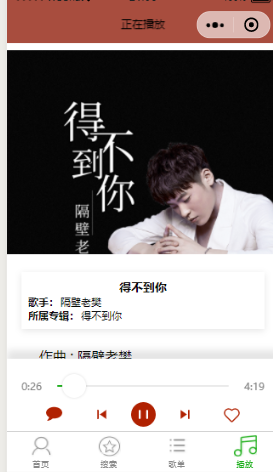 正在播放
得不到你
隔壁老
得不到你
歌手：隔壁老樊
所属专辑：得不到你
作曲：隔壁老樊
0:26
4:19
首页
搜索
歌单
播放